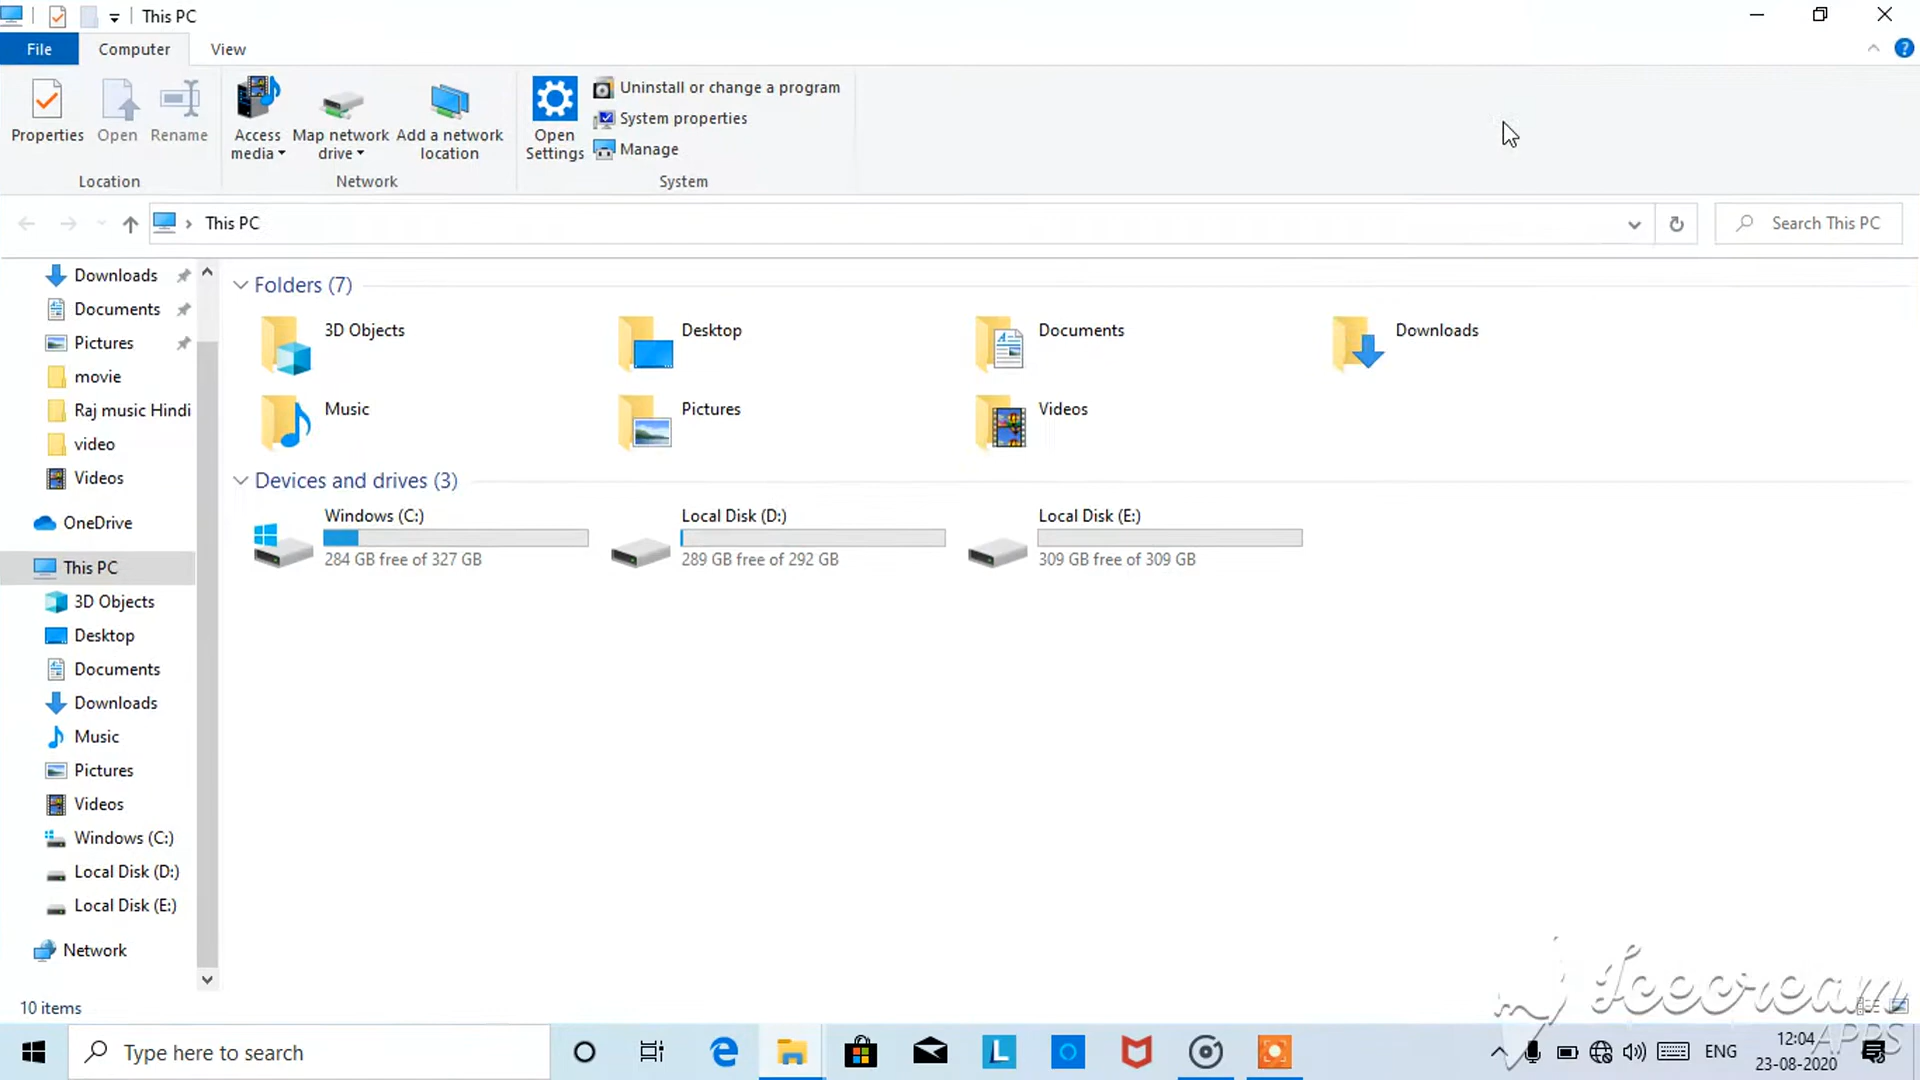 This PC
File
Computer
View
Properties
Open
Rename
Access
media
Map network
drive
Add a network
location
Open
Settings
Uninstall or change a program
System properties
Manage
Location
Network
System
This PC
Search This PC
Downloads
Documents
Pictures
movie
Raj music Hindi
video
Videos
OneDrive
This PC
3D Objects
Desktop
Documents
Downloads
Music
Pictures
Videos
Windows (C:)
Local Disk (D:)
Local Disk (E:)
Network
Folders (7)
3D Objects
Desktop
Documents
Downloads
Music
Pictures
Videos
Devices and drives (3)
Windows (C:)
284 GB free of 327 GB
Local Disk (D:)
289 GB free of 292 GB
Local Disk (E:)
309 GB free of 309 GB
10 items
Icecream
APPS
Type here to search
ENG
12:04
23-08-2020